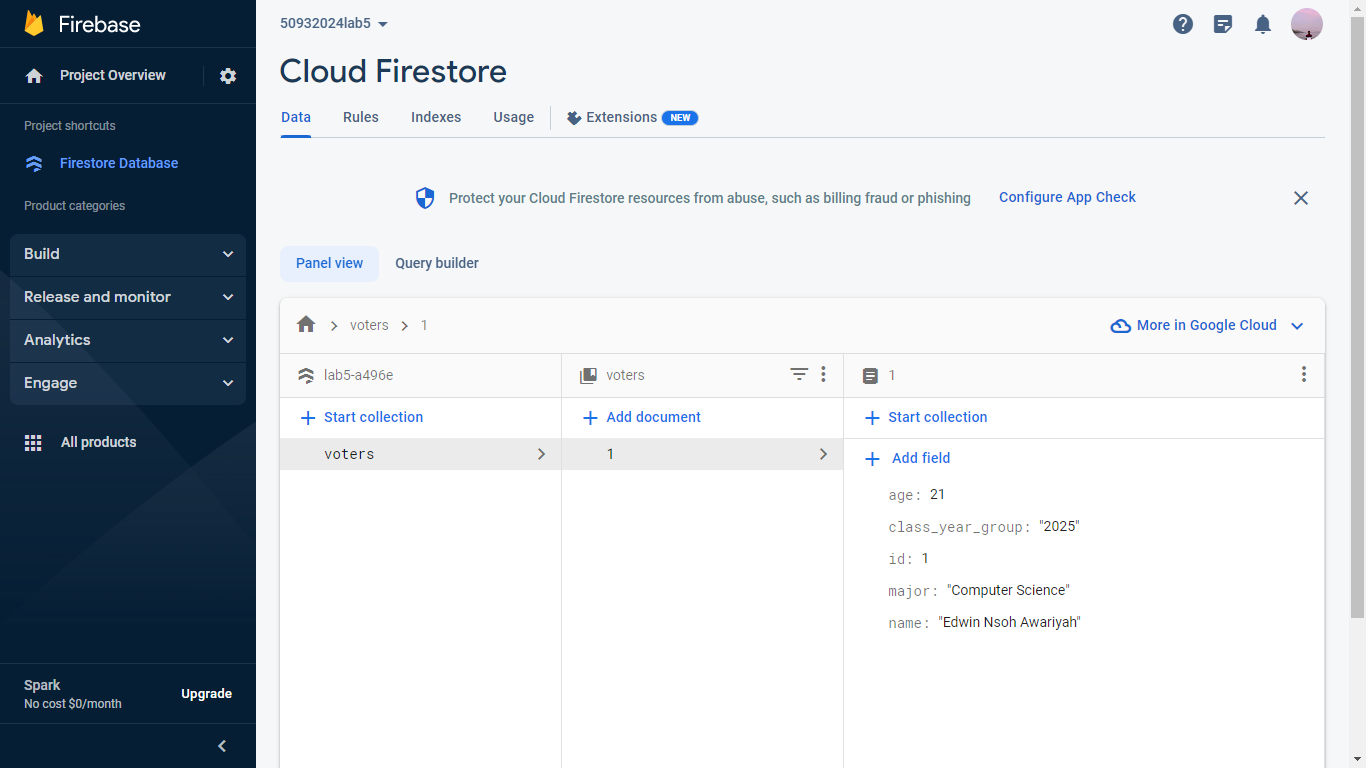 Firebase
Project Overview
Project shortcuts
Firestore Database
Product categories
Build
Release and monitor
Analytics
Engage
All products
Spark
No cost $0/month
Upgrade
50932024lab5
Cloud Firestore
Data Rules Indexes Usage Extensions NEW
Protect your Cloud Firestore resources from abuse, such as billing fraud or phishing Configure App Check
Panel view Query builder
voters 1 More in Google Cloud
lab5-a496e
Start collection
voters
voters
Add document
1
1
Start collection
Add field
age: 21
class_year_group: "2025"
id: 1
major: "Computer Science"
name: "Edwin Nsoh Awariyah"